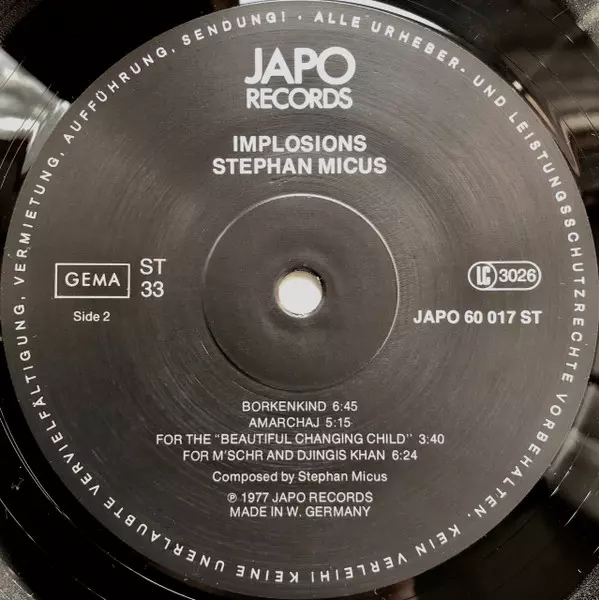 ALLE URHEBER- UND LEISTUNGSSCHUTZRECHTE VORBEHALTEN. KEIN VERLEIH! KEINE UNERLAUBTE VERVIELFÄLTIGUNG, VERMIETUNG, AUFFÜHRUNG, SENDUNG! ·
JAPO
RECORDS
IMPLOSIONS
STEPHAN MICUS
GEMA
ST
33
Side 2
LC 3026
JAPO 60 017 ST
BORKENKIND 6:45
AMARCHAJ 5:15
FOR THE "BEAUTIFUL CHANGING CHILD" 3:40
FOR M'SCHR AND DJINGIS KHAN 6:24
Composed by Stephan Micus
℗ 1977 JAPO RECORDS
MADE IN W. GERMANY